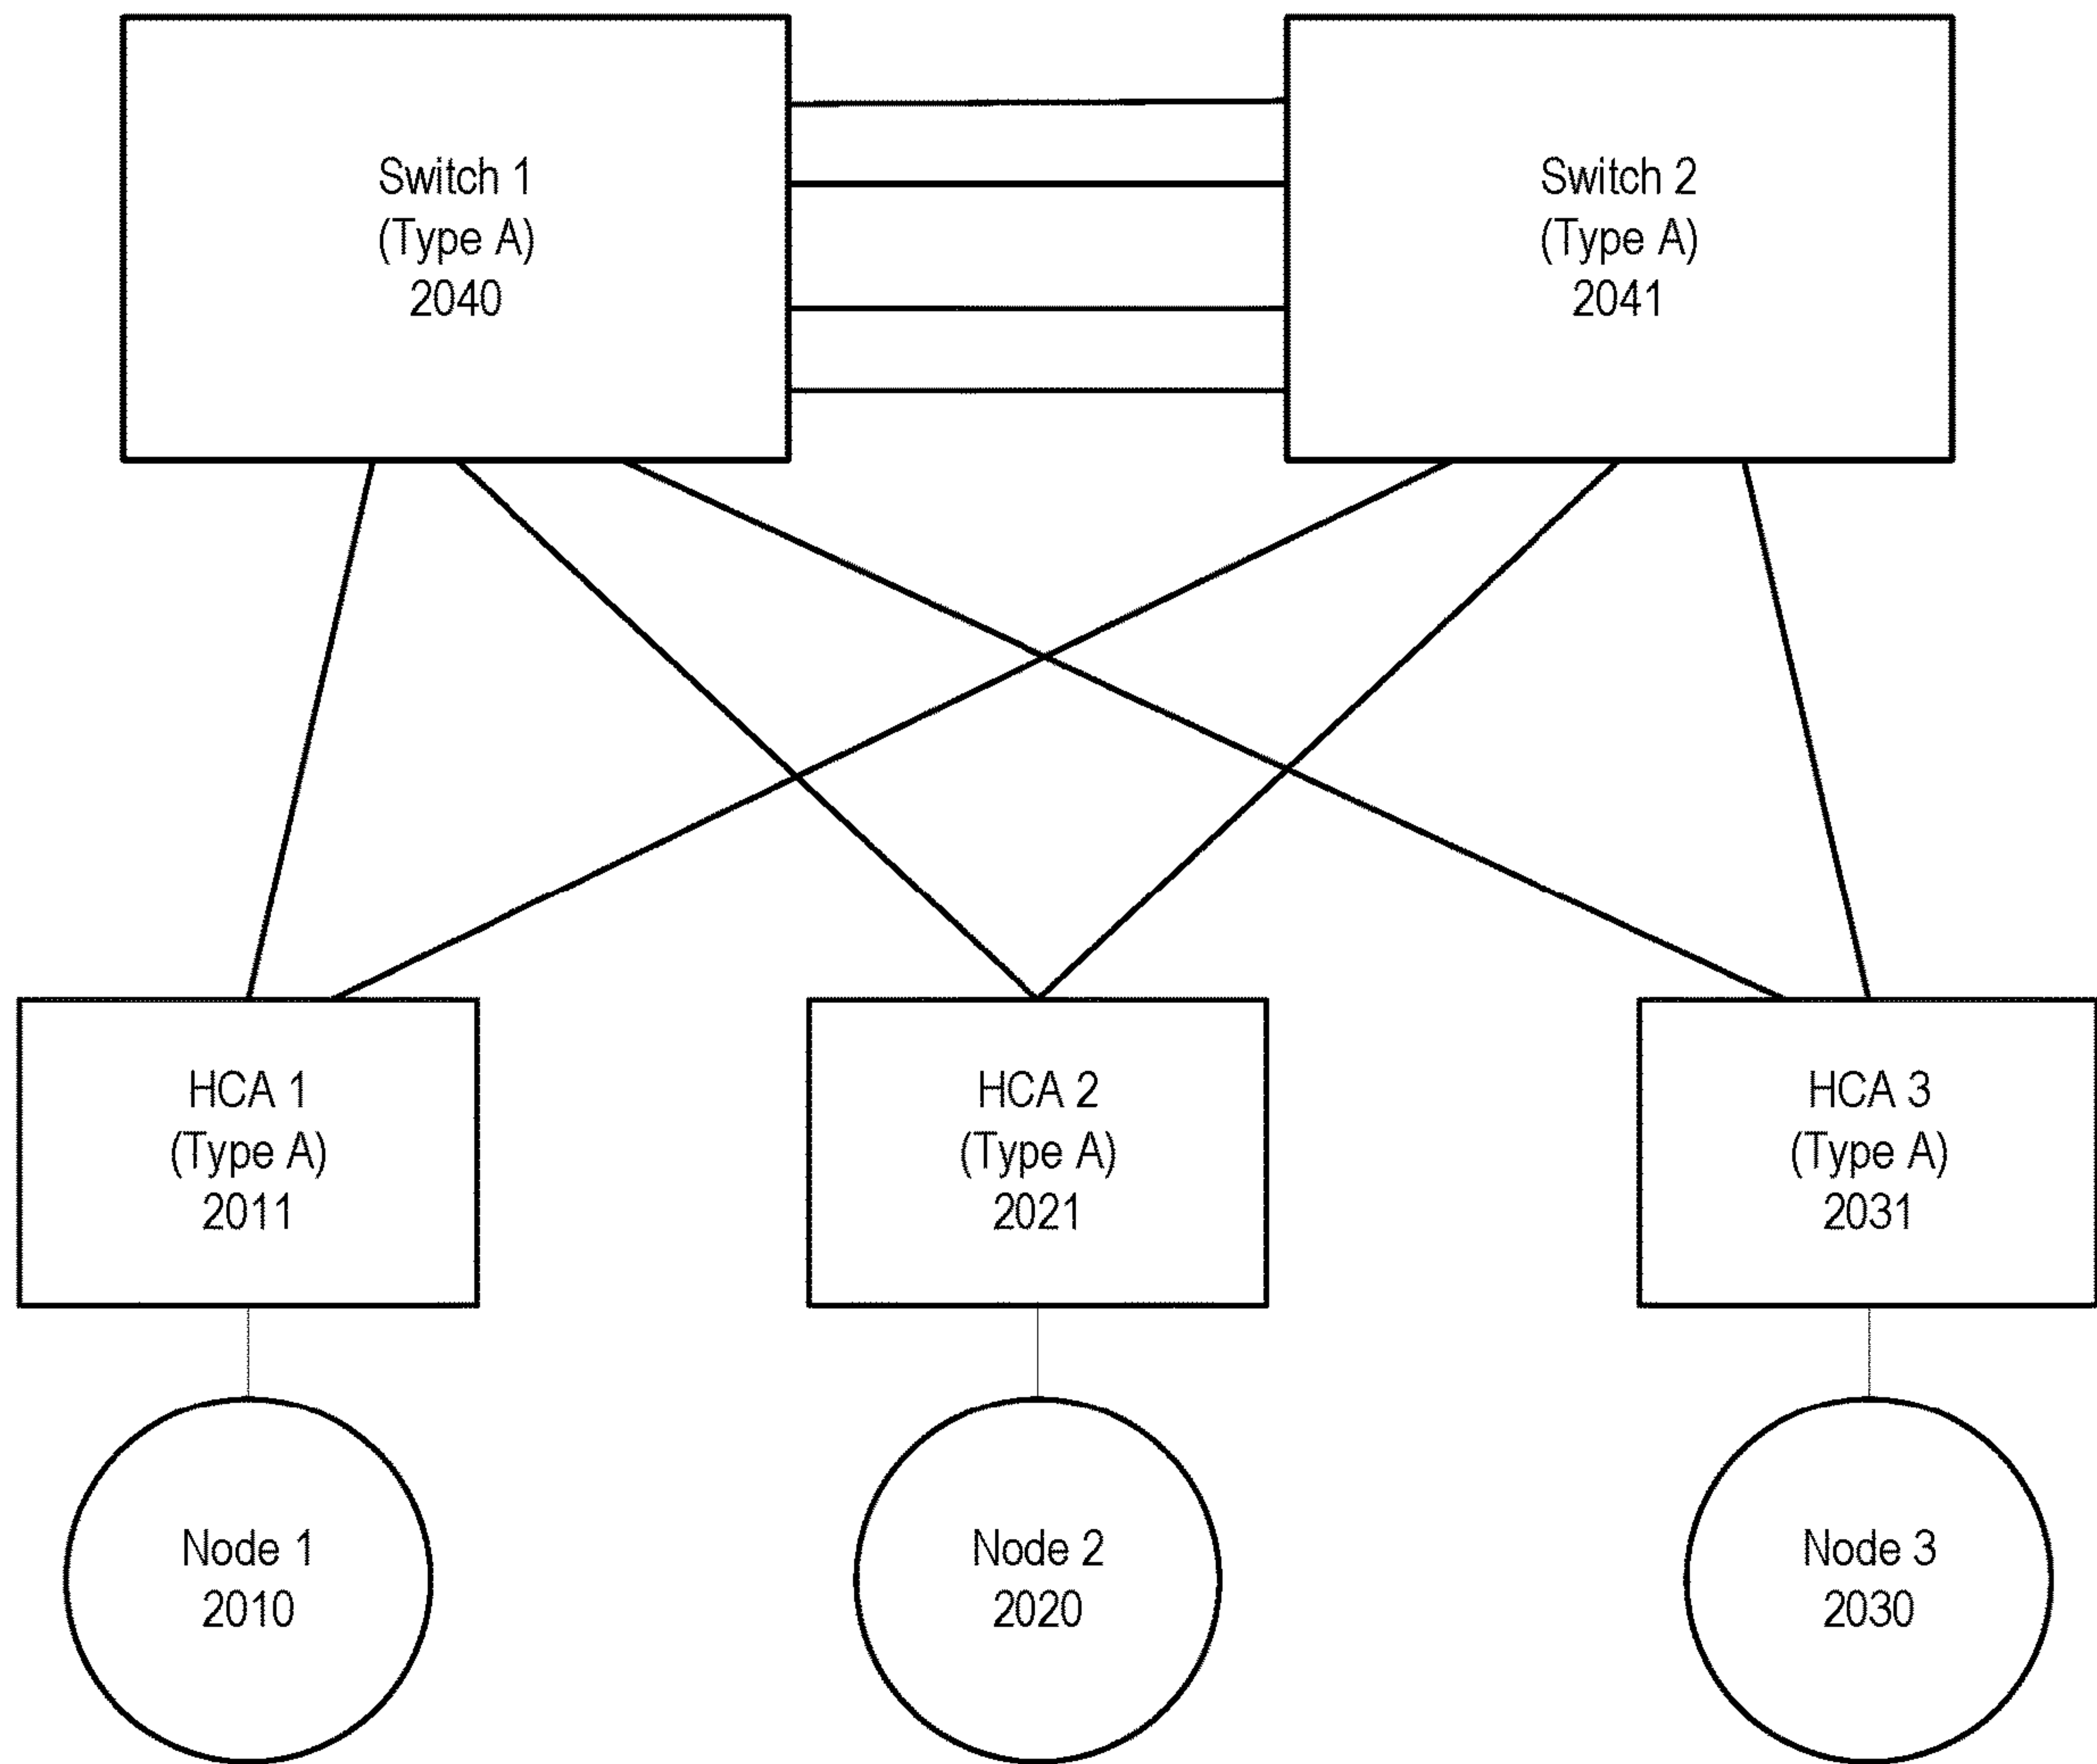 Switch 1
(Type A)
2040
Switch 2
(Type A)
2041
HCA 1
(Type A)
2011
HCA 2
(Type A)
2021
HCA 3
(Type A)
2031
Node 1
2010
Node 2
2020
Node 3
2030